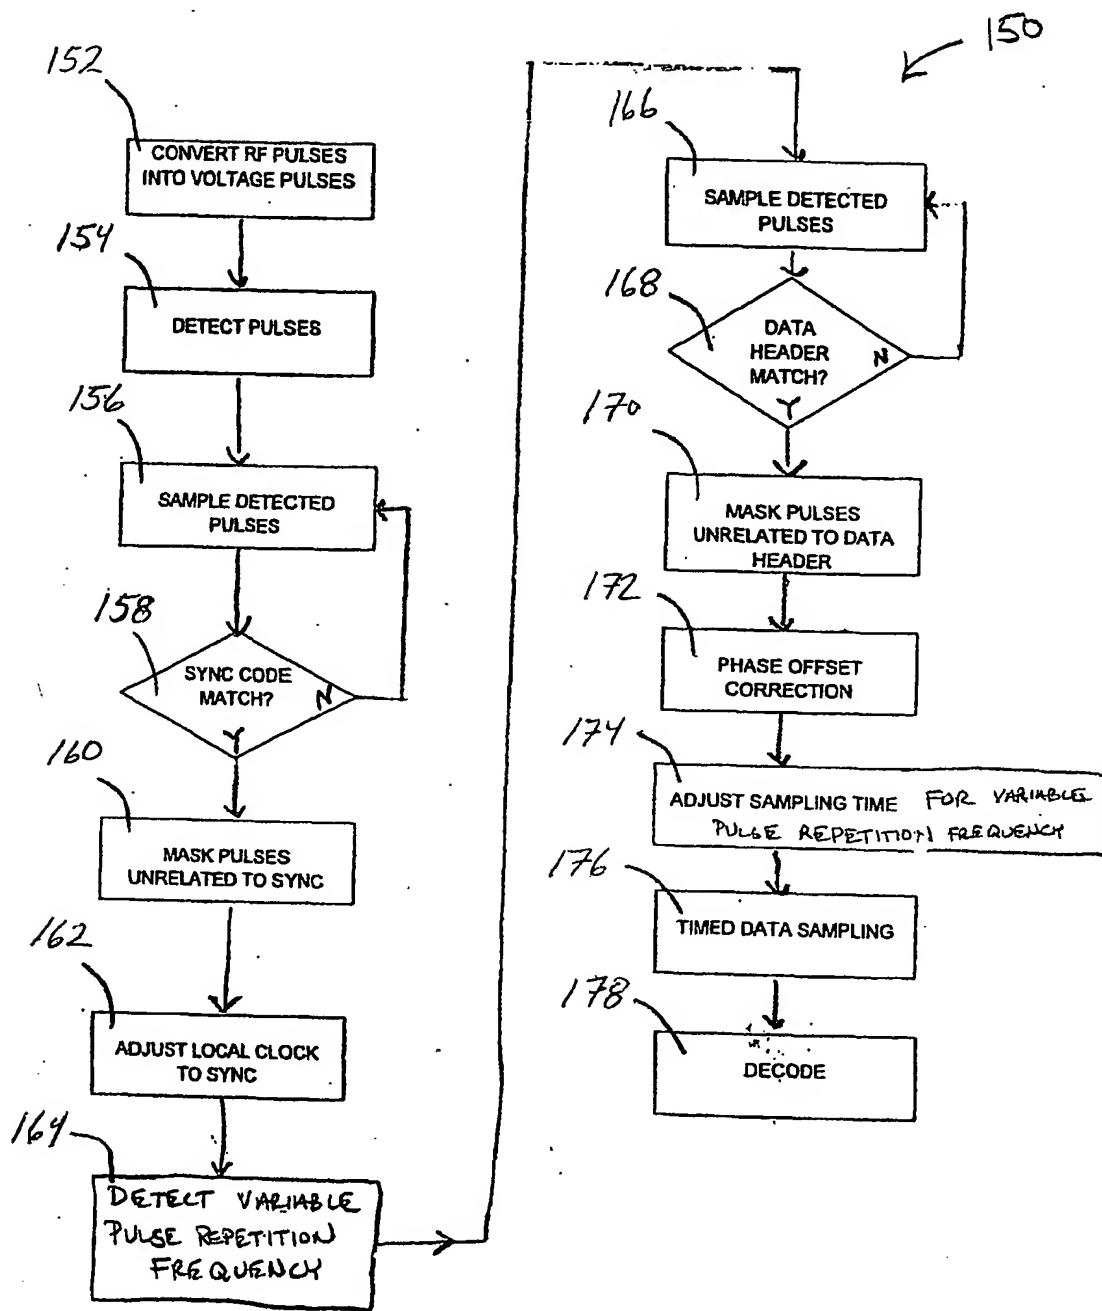 150
152
CONVERT RF PULSES
INTO VOLTAGE PULSES
154
DETECT PULSES
156
SAMPLE DETECTED
PULSES
158
SYNC CODE
MATCH?
N
Y
160
MASK PULSES
UNRELATED TO SYNC
162
ADJUST LOCAL CLOCK
TO SYNC
164
DETECT VARIABLE
PULSE REPETITION
FREQUENCY
166
SAMPLE DETECTED
PULSES
168
DATA
HEADER
MATCH?
N
Y
170
MASK PULSES
UNRELATED TO DATA
HEADER
172
PHASE OFFSET
CORRECTION
174
ADJUST SAMPLING TIME FOR VARIABLE
PULSE REPETITION FREQUENCY
176
TIMED DATA SAMPLING
178
DECODE